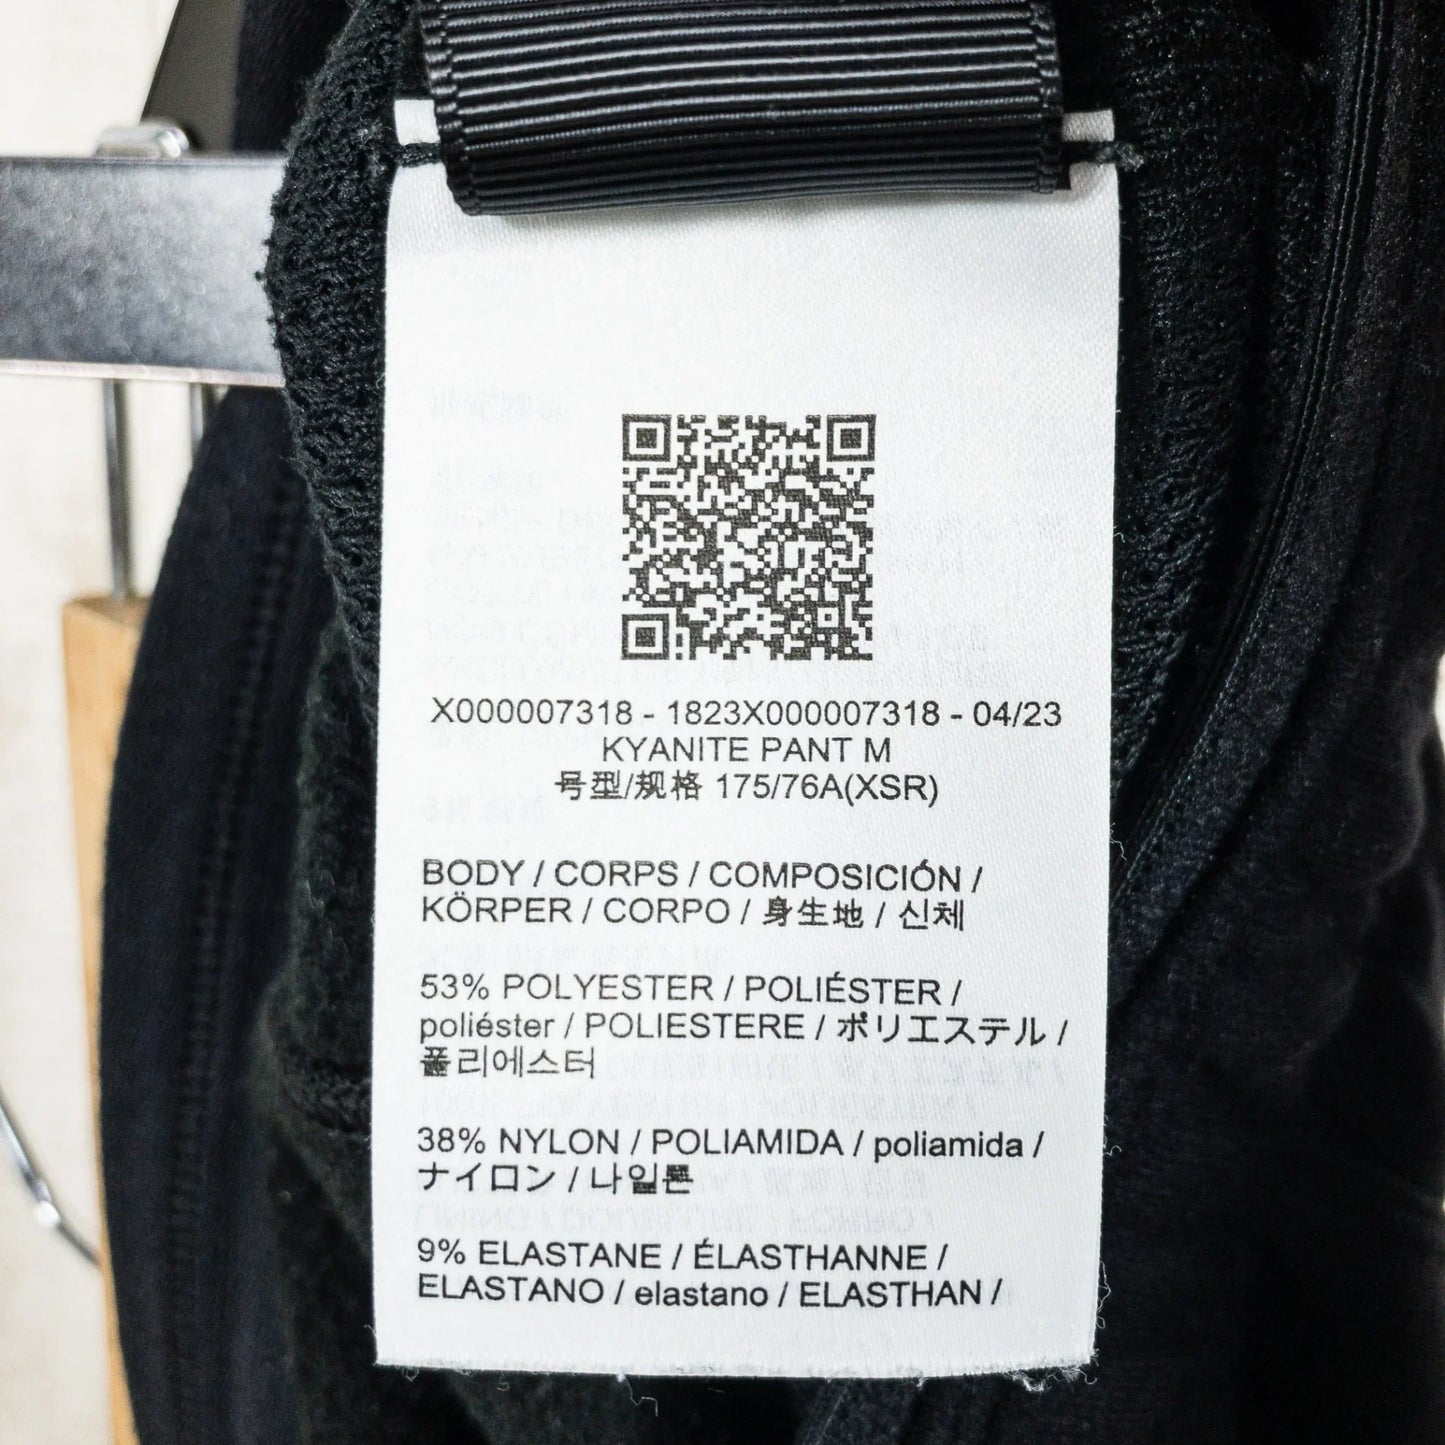 X000007318 - 1823X000007318 - 04/23
KYANITE PANT M
号型/规格 175/76A(XSR)
BODY / CORPS / COMPOSICIÓN /
KÖRPER / CORPO / 身生地 / 신체
53% POLYESTER / POLIÉSTER /
poliéster / POLIESTERE / ポリエステル /
폴리에스터
38% NYLON / POLIAMIDA / poliamida /
ナイロン / 나일론
9% ELASTANE / ÉLASTHANNE /
ELASTANO / elastano / ELASTHAN /